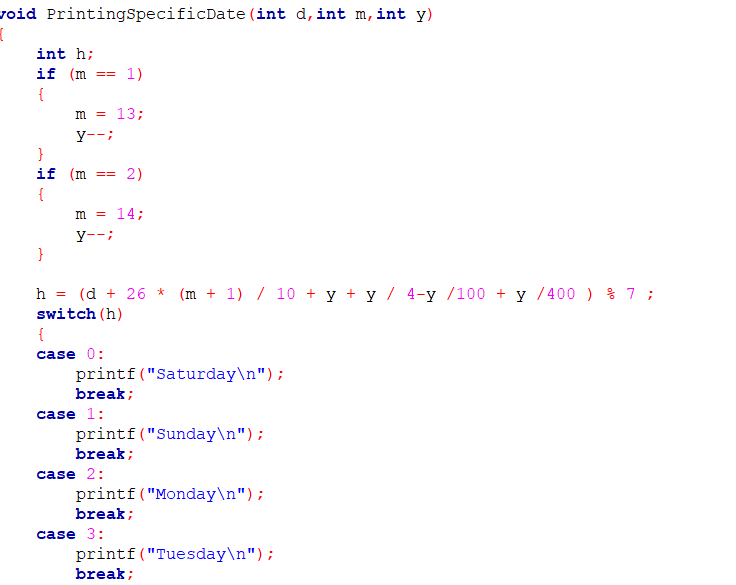 void PrintingSpecificDate(int d,int m,int y)
{
int h;
if (m == 1)
{
m = 13;
y--;
}
if (m == 2)
{
m = 14;
y--;
}
h = (d + 26 * (m + 1) / 10 + y + y / 4-y /100 + y /400 ) % 7 ;
switch(h)
{
case 0:
printf("Saturday\n");
break;
case 1:
printf("Sunday\n");
break;
case 2:
printf("Monday\n");
break;
case 3:
printf("Tuesday\n");
break;